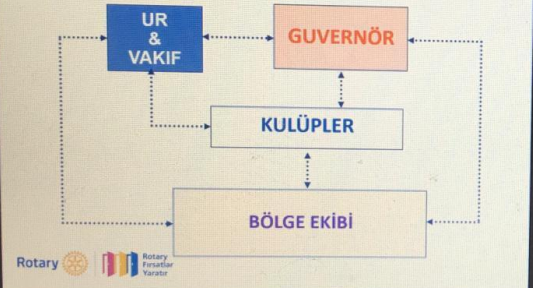 UR
&
VAKIF
GUVERNÖR
KULÜPLER
BÖLGE EKİBİ
Rotary
Rotary
Fırsatlar
Yaratır